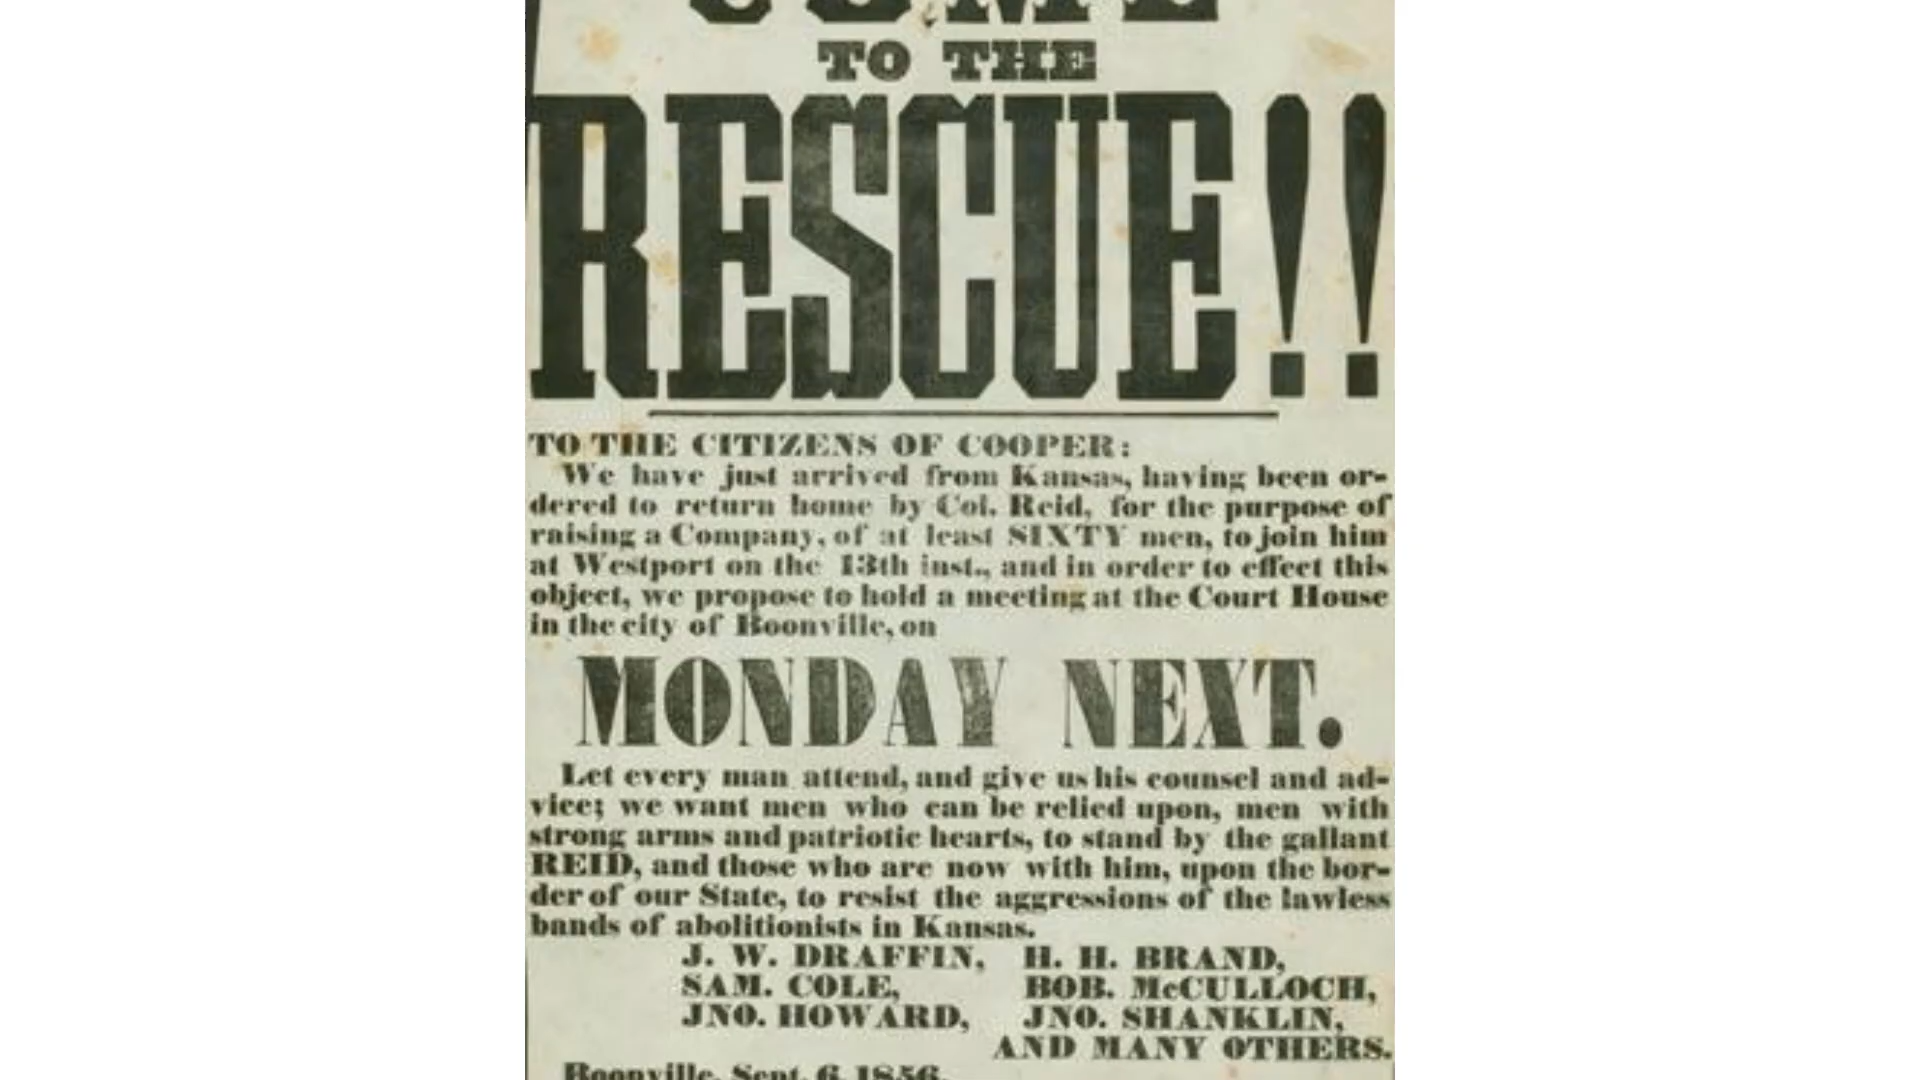 COME
TO THE
RESCUE!!
TO THE CITIZENS OF COOPER:
We have just arrived from Kansas, having been or-
dered to return home by Col. Reid, for the purpose of
raising a Company, of at least SIXTY men, to join him
at Westport on the 13th inst., and in order to effect this
object, we propose to hold a meeting at the Court House
in the city of Boonville, on
MONDAY NEXT.
Let every man attend, and give us his counsel and ad-
vice; we want men who can be relied upon, men with
strong arms and patriotic hearts, to stand by the gallant
REID, and those who are now with him, upon the bor-
der of our State, to resist the aggressions of the lawless
bands of abolitionists in Kansas.
J. W. DRAFFIN, H. H. BRAND,
SAM. COLE, BOB. McCULLOCH,
JNO. HOWARD, JNO. SHANKLIN,
AND MANY OTHERS.
Boonville, Sept. 6, 1856.